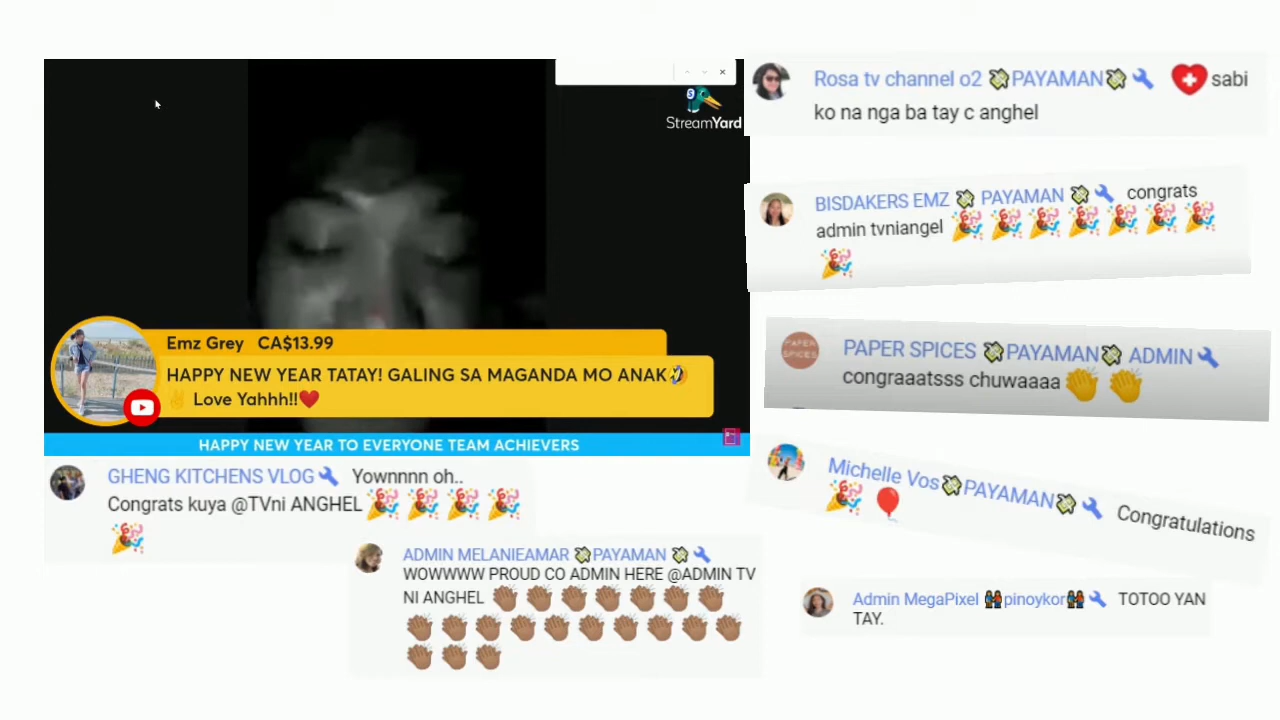 StreamYard
Emz Grey CA$13.99
HAPPY NEW YEAR TATAY! GALING SA MAGANDA MO ANAK🤣
✌ Love Yahhh!!❤
HAPPY NEW YEAR TO EVERYONE TEAM ACHIEVERS
Rosa tv channel o2 💸PAYAMAN💸 sabi
ko na nga ba tay c anghel
BISDAKERS EMZ 💸 PAYAMAN 💸 congrats
admin tvniangel 🎉🎉🎉🎉🎉🎉🎉
🎉
PAPER SPICES
PAPER SPICES 💸PAYAMAN💸 ADMIN🔧
congraaatsss chuwaaaa 👏 👏
Michelle Vos💸PAYAMAN💸 🔧 Congratulations
🎉 🎈
GHENG KITCHENS VLOG🔧 Yownnnn oh..
Congrats kuya @TVni ANGHEL 🎉🎉🎉🎉
🎉
ADMIN MELANIEAMAR 💸PAYAMAN 💸 🔧
WOWWWW PROUD CO ADMIN HERE @ADMIN TV
NI ANGHEL 👏🏾👏🏾👏🏾👏🏾👏🏾👏🏾👏🏾
👏🏾👏🏾👏🏾👏🏾👏🏾👏🏾👏🏾👏🏾👏🏾👏🏾
👏🏾👏🏾👏🏾
Admin MegaPixel 👭pinoykor👭🔧 TOTOO YAN
TAY.